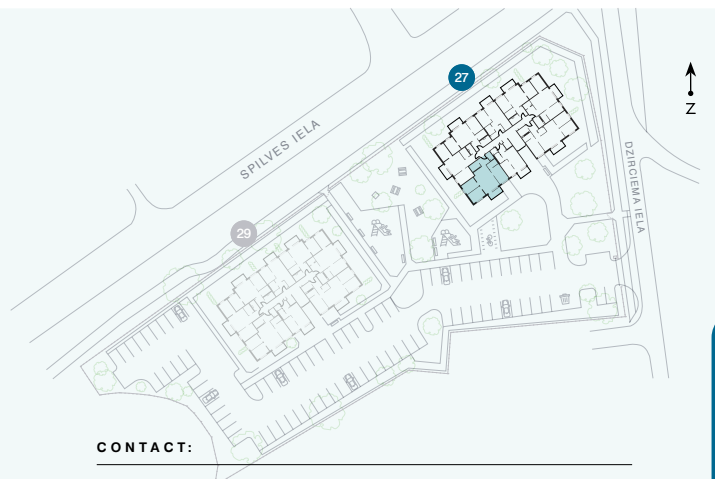 27
Z
SPILVES IELA
DZIRCIEMA IELA
29
CONTACT: